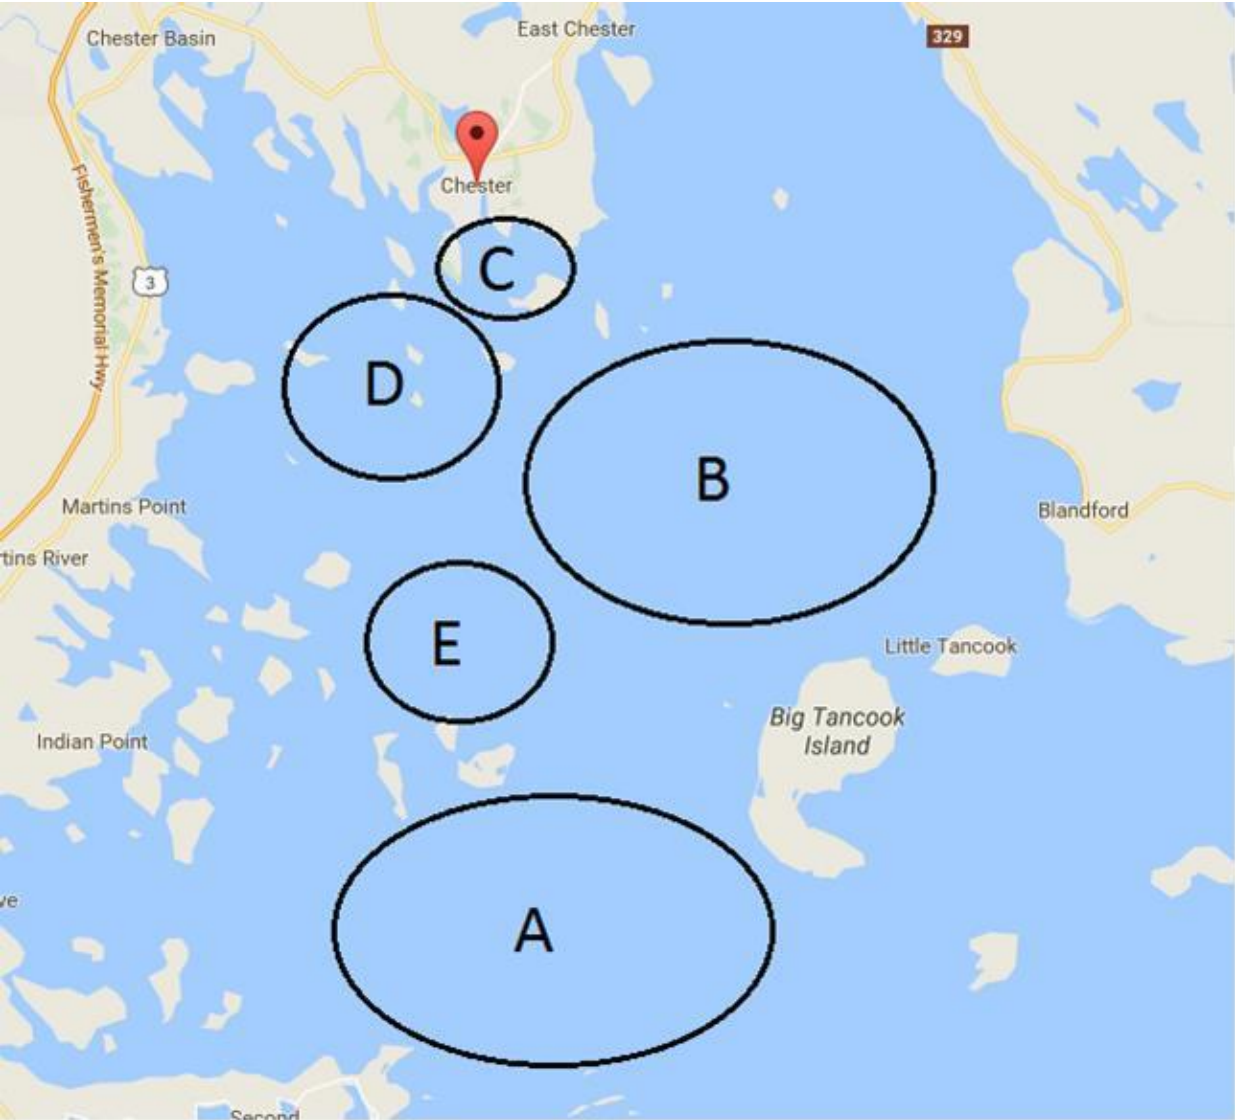 East Chester
329
Chester Basin
Chester
C
Fishermen's Memorial Hwy
3
D
B
Martins Point
Blandford
rtins River
E
Little Tancook
Big Tancook
Island
Indian Point
ve
A
Second